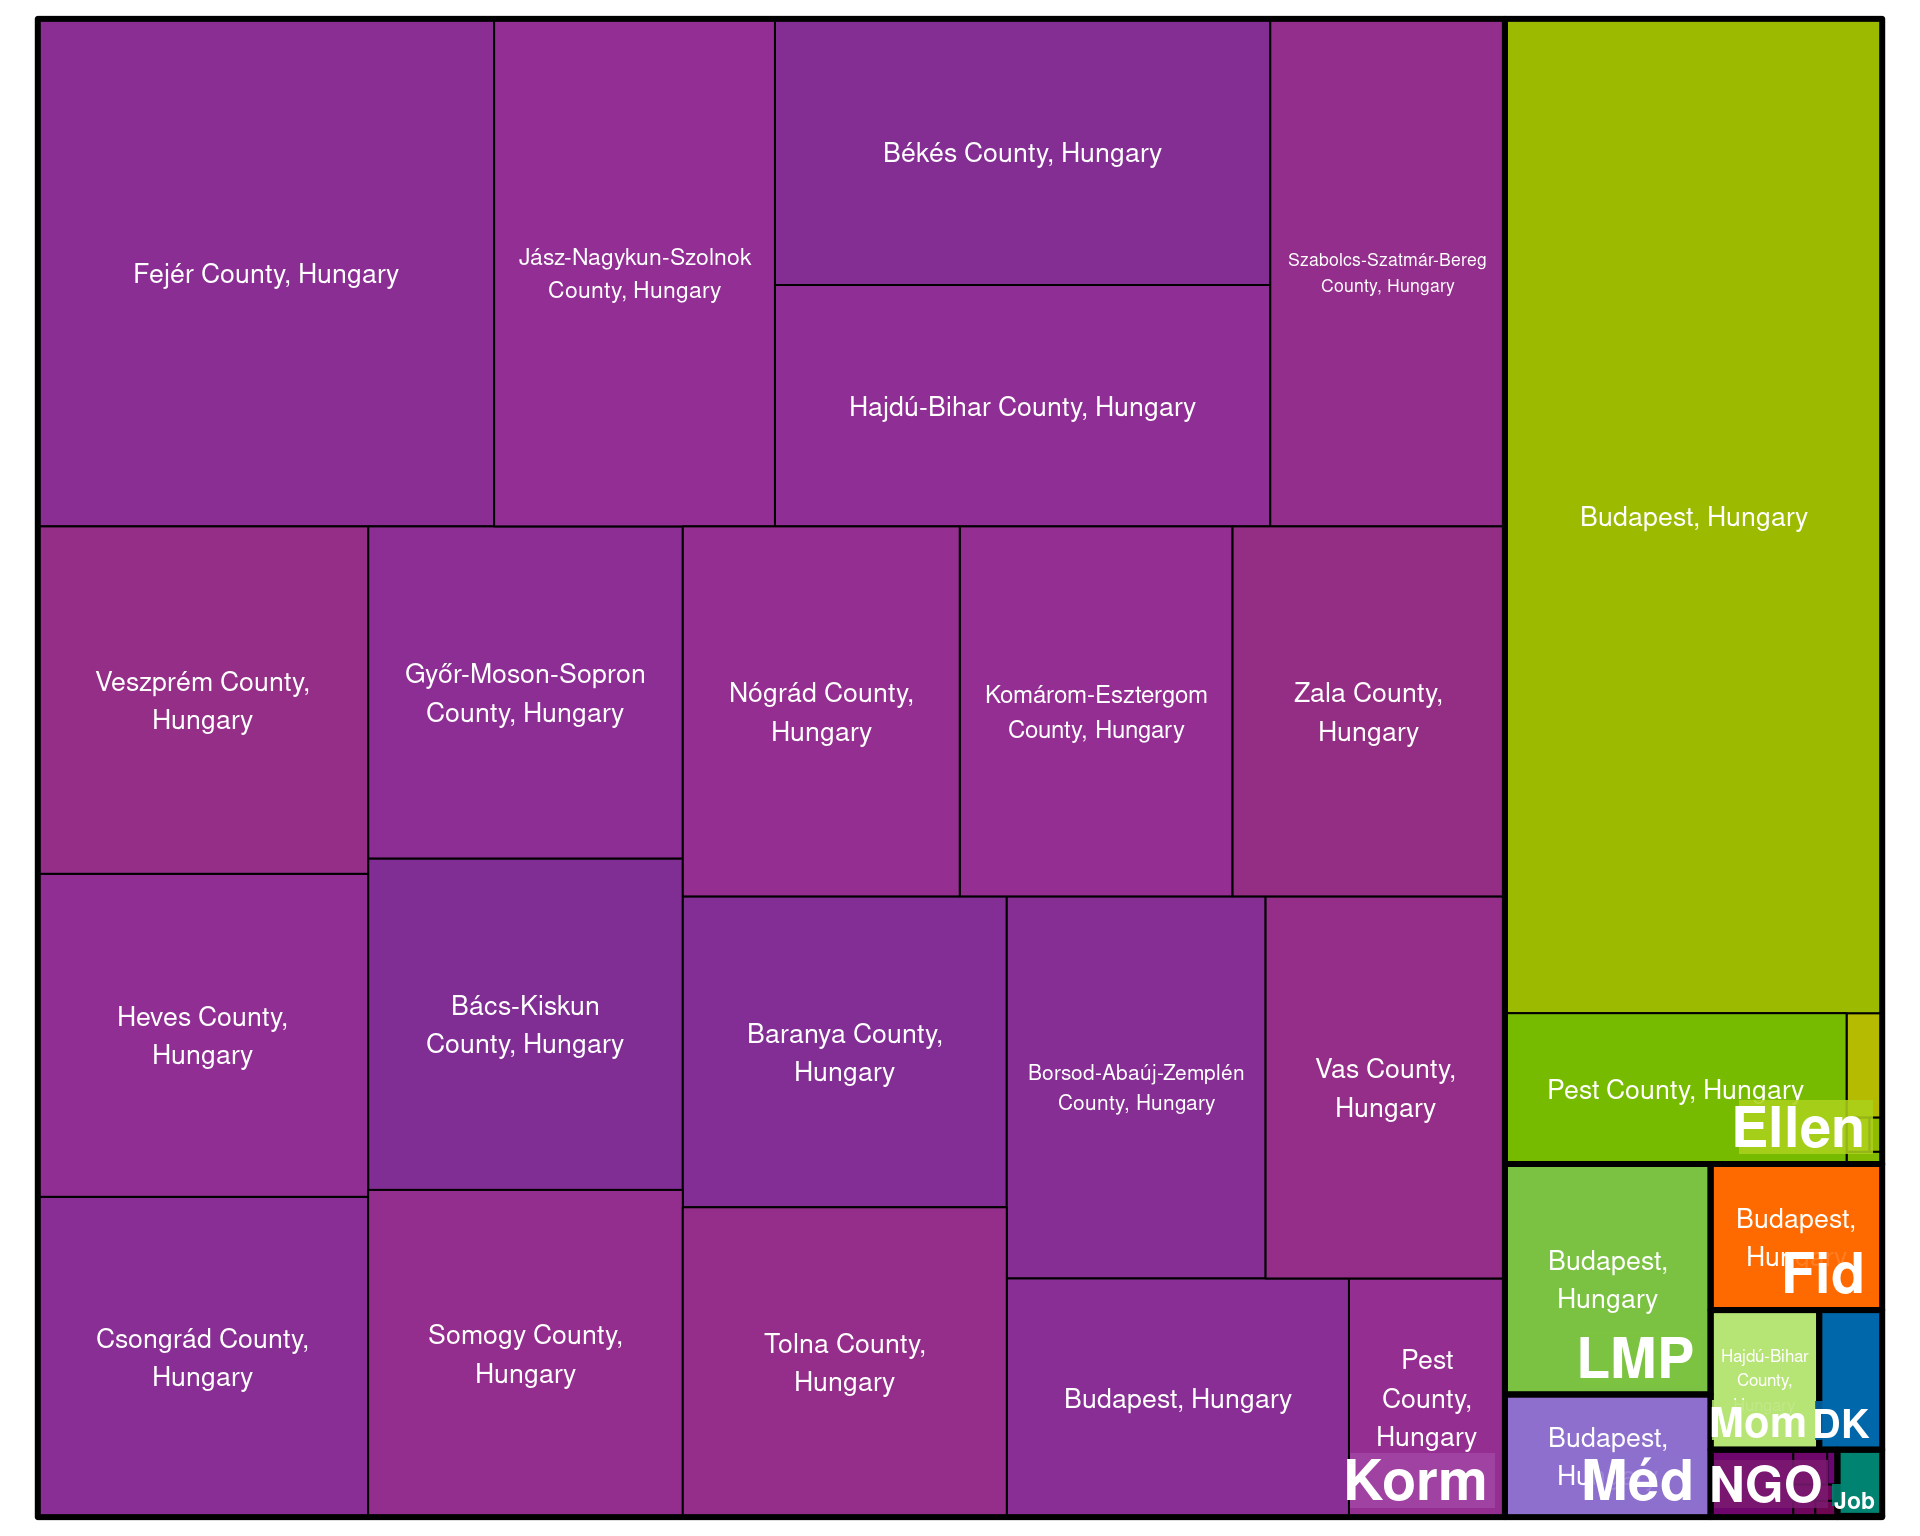 Fejér County, Hungary
Jász-Nagykun-Szolnok
County, Hungary
Békés County, Hungary
Hajdú-Bihar County, Hungary
Szabolcs-Szatmár-Bereg
County, Hungary
Veszprém County,
Hungary
Győr-Moson-Sopron
County, Hungary
Nógrád County,
Hungary
Komárom-Esztergom
County, Hungary
Zala County,
Hungary
Heves County,
Hungary
Bács-Kiskun
County, Hungary
Baranya County,
Hungary
Borsod-Abaúj-Zemplén
County, Hungary
Vas County,
Hungary
Csongrád County,
Hungary
Somogy County,
Hungary
Tolna County,
Hungary
Budapest, Hungary
Pest
County,
Hungary
Korm
Budapest, Hungary
Pest County, Hungary
Ellen
Budapest,
Hungary
LMP
Budapest,
Hungary
Fid
Hajdú-Bihar
County,
Mom
DK
Budapest,
Méd
NGO
Job